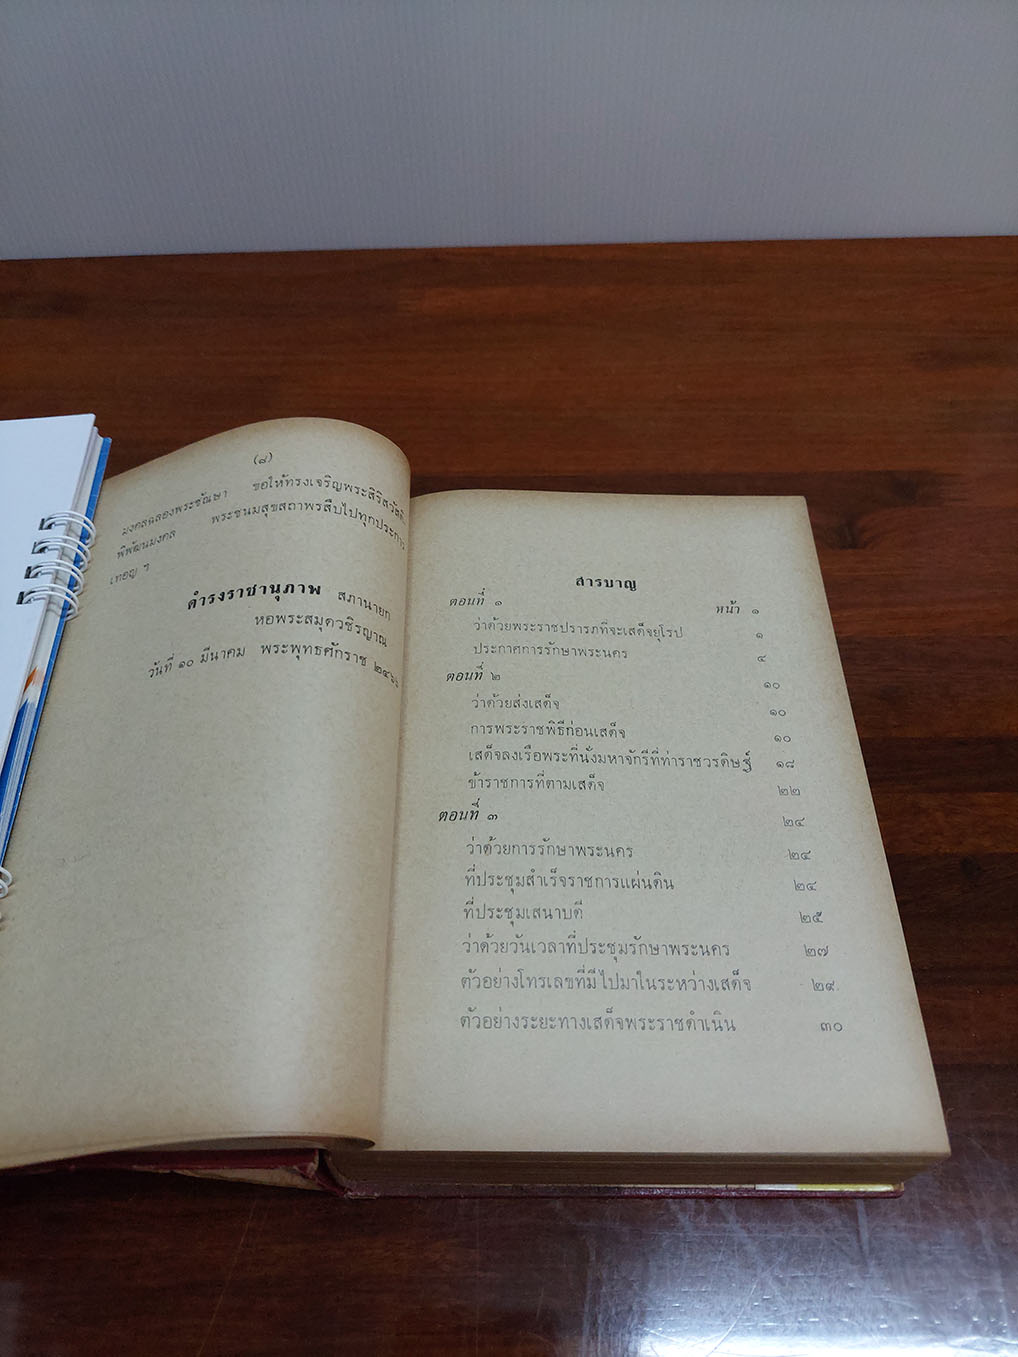 (๘)
มงคลฉลองพระชัณษา ขอให้ทรงเจริญพระสิริสวัสดิ์
พิพัฒนมงคล พระชนมสุขสถาพรสืบไปทุกประการ
เทอญ ฯ
ดำรงราชานุภาพ สภานายก
หอพระสมุดวชิรญาณ
วันที่ ๑๐ มีนาคม พระพุทธศักราช ๒๔๖๖
สารบาญ
ตอนที่ ๑ หน้า ๑
ว่าด้วยพระราชปรารภที่จะเสด็จยุโรป ๑
ประกาศการรักษาพระนคร ๔
ตอนที่ ๒ ๑๐
ว่าด้วยส่งเสด็จ ๑๐
การพระราชพิธีก่อนเสด็จ ๑๐
เสด็จลงเรือพระที่นั่งมหาจักรีที่ท่าราชวรดิษฐ์ ๑๘
ข้าราชการที่ตามเสด็จ ๒๒
ตอนที่ ๓ ๒๔
ว่าด้วยการรักษาพระนคร ๒๔
ที่ประชุมสำเร็จราชการแผ่นดิน ๒๔
ที่ประชุมเสนาบดี ๒๕
ว่าด้วยวันเวลาที่ประชุมรักษาพระนคร ๒๗
ตัวอย่างโทรเลขที่มีไปมาในระหว่างเสด็จ ๒๙
ตัวอย่างระยะทางเสด็จพระราชดำเนิน ๓๐